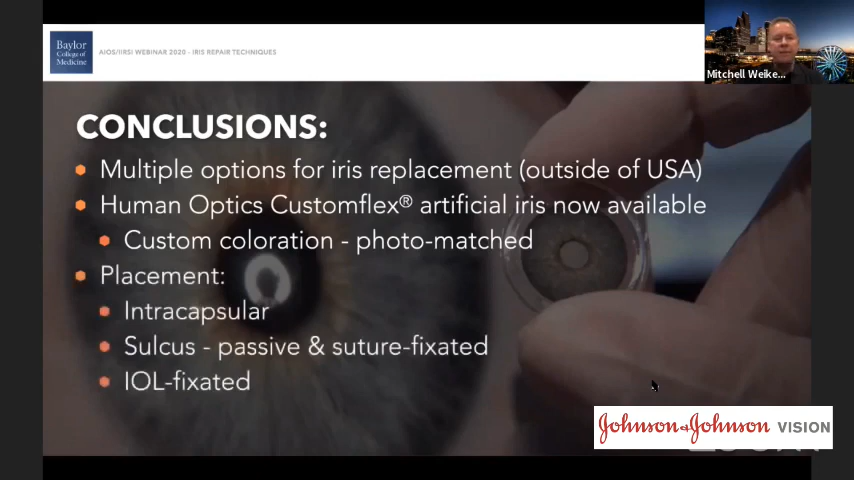 Baylor
College of
Medicine
AIOS/IIRSI WEBINAR 2020 - IRIS REPAIR TECHNIQUES
Mitchell Weike...
CONCLUSIONS:
Multiple options for iris replacement (outside of USA)
Human Optics Customflex® artificial iris now available
Custom coloration - photo-matched
Placement:
Intracapsular
Sulcus - passive & suture-fixated
IOL-fixated
Johnson & Johnson VISION